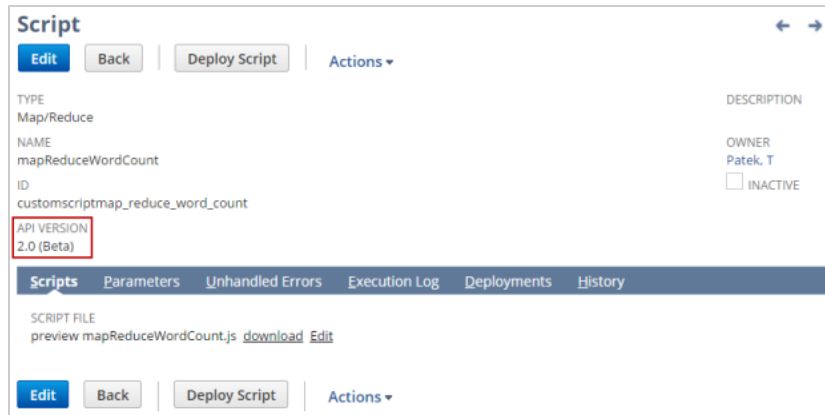 Script
Edit Back Deploy Script Actions
TYPE
Map/Reduce
DESCRIPTION
NAME
mapReduceWordCount
OWNER
Patek, T
ID
customscriptmap_reduce_word_count
INACTIVE
API VERSION
2.0 (Beta)
Scripts Parameters Unhandled Errors Execution Log Deployments History
SCRIPT FILE
preview mapReduceWordCount.js download Edit
Edit Back Deploy Script Actions